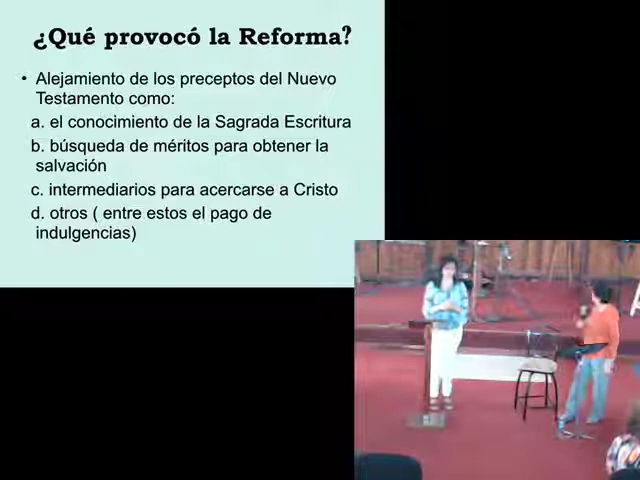 ¿Qué provocó la Reforma?
• Alejamiento de los preceptos del Nuevo
Testamento como:
a. el conocimiento de la Sagrada Escritura
b. búsqueda de méritos para obtener la
salvación
c. intermediarios para acercarse a Cristo
d. otros ( entre estos el pago de
indulgencias)